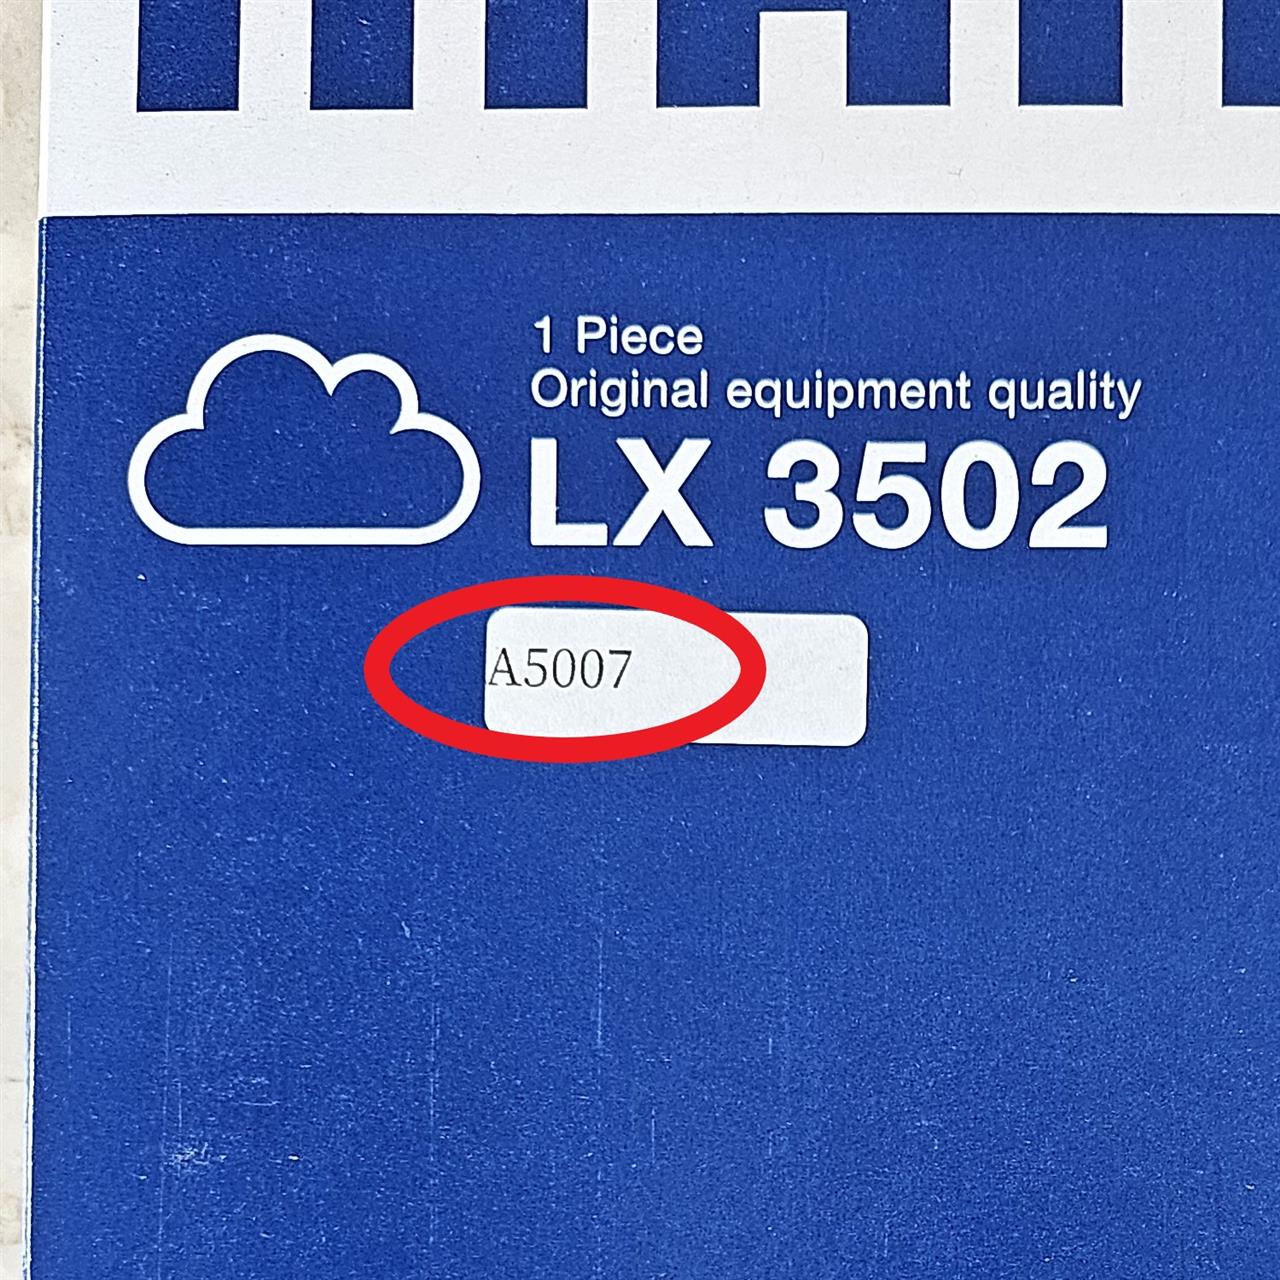 1 Piece
Original equipment quality
LX 3502
A5007